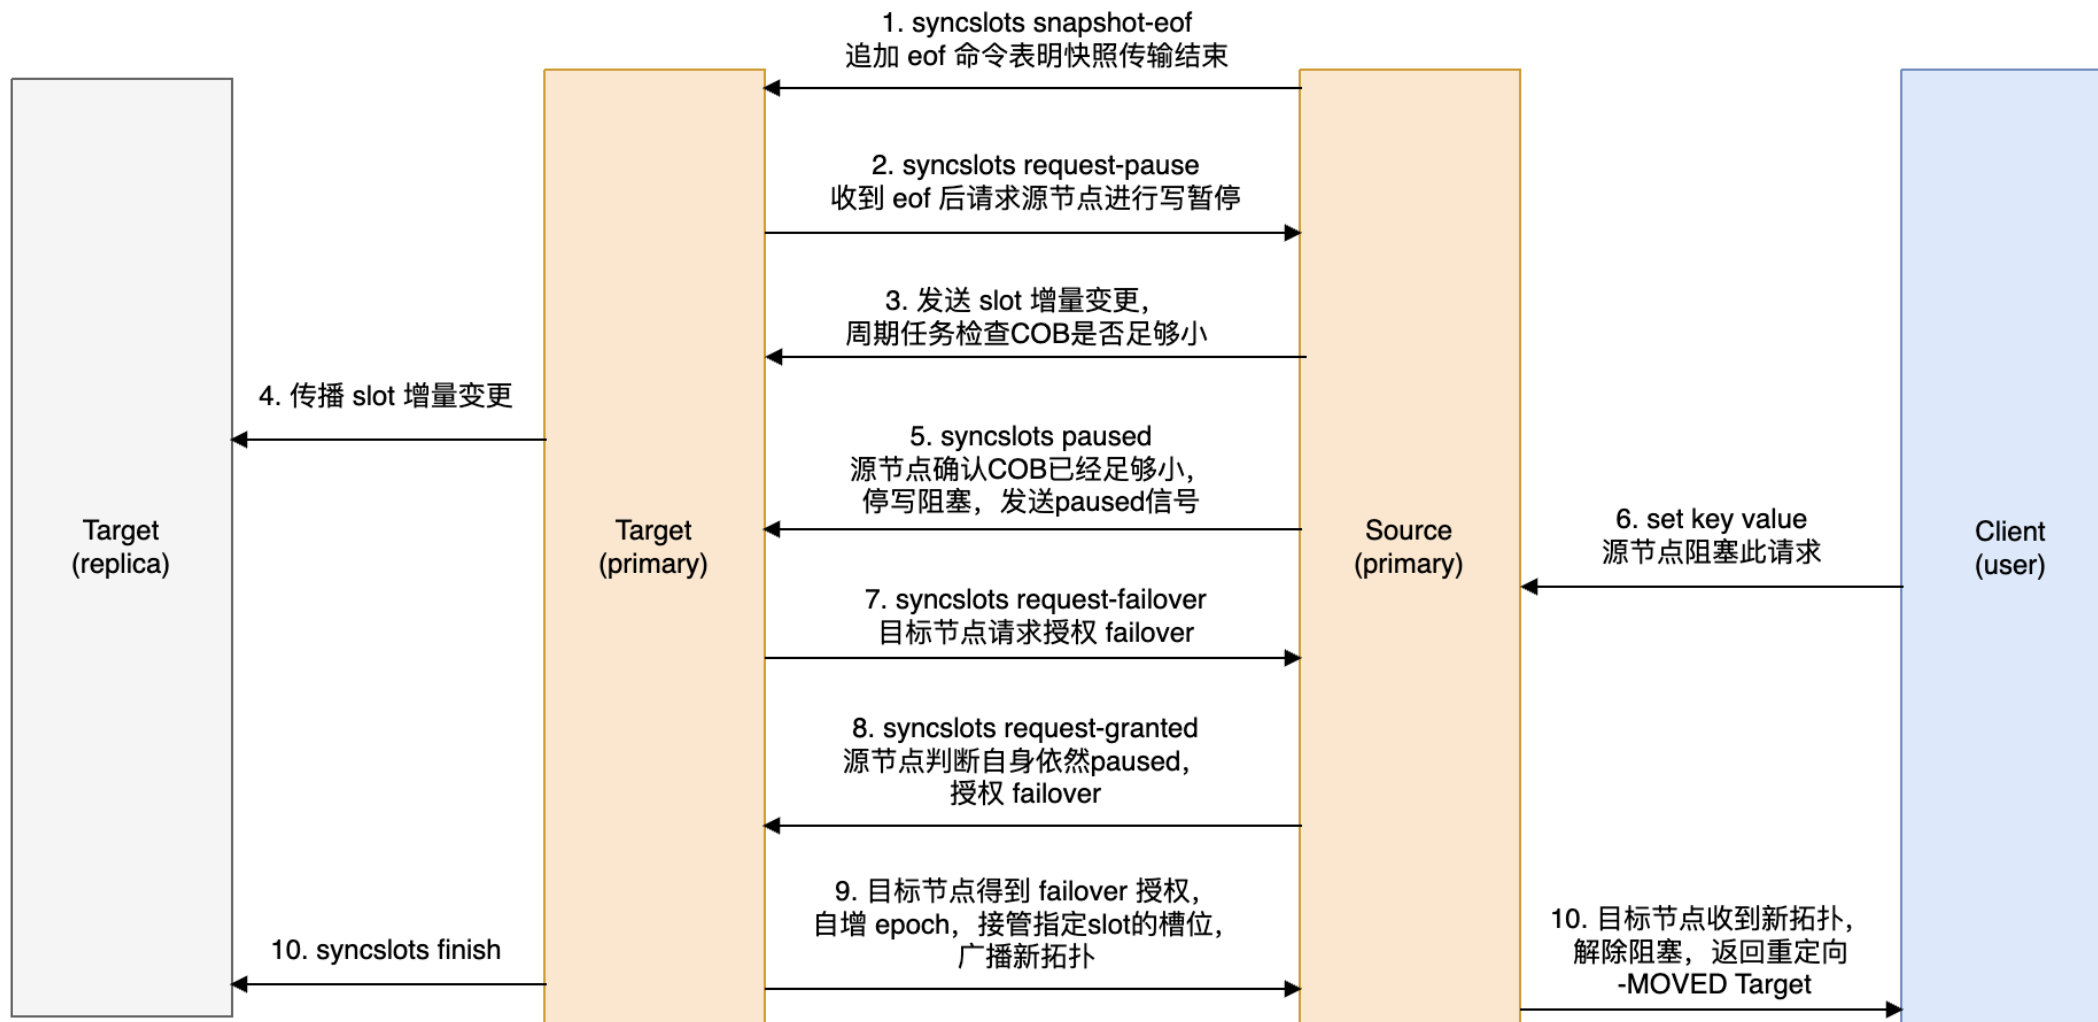 1. syncslots snapshot-eof
追加 eof 命令表明快照传输结束
2. syncslots request-pause
收到 eof 后请求源节点进行写暂停
3. 发送 slot 增量变更，
周期任务检查COB是否足够小
4. 传播 slot 增量变更
5. syncslots paused
源节点确认COB已经足够小，
停写阻塞，发送paused信号
6. set key value
源节点阻塞此请求
Target
(replica)
Target
(primary)
Source
(primary)
Client
(user)
7. syncslots request-failover
目标节点请求授权 failover
8. syncslots request-granted
源节点判断自身依然paused，
授权 failover
9. 目标节点得到 failover 授权，
自增 epoch，接管指定slot的槽位，
广播新拓扑
10. syncslots finish
10. 目标节点收到新拓扑，
解除阻塞，返回重定向
-MOVED Target